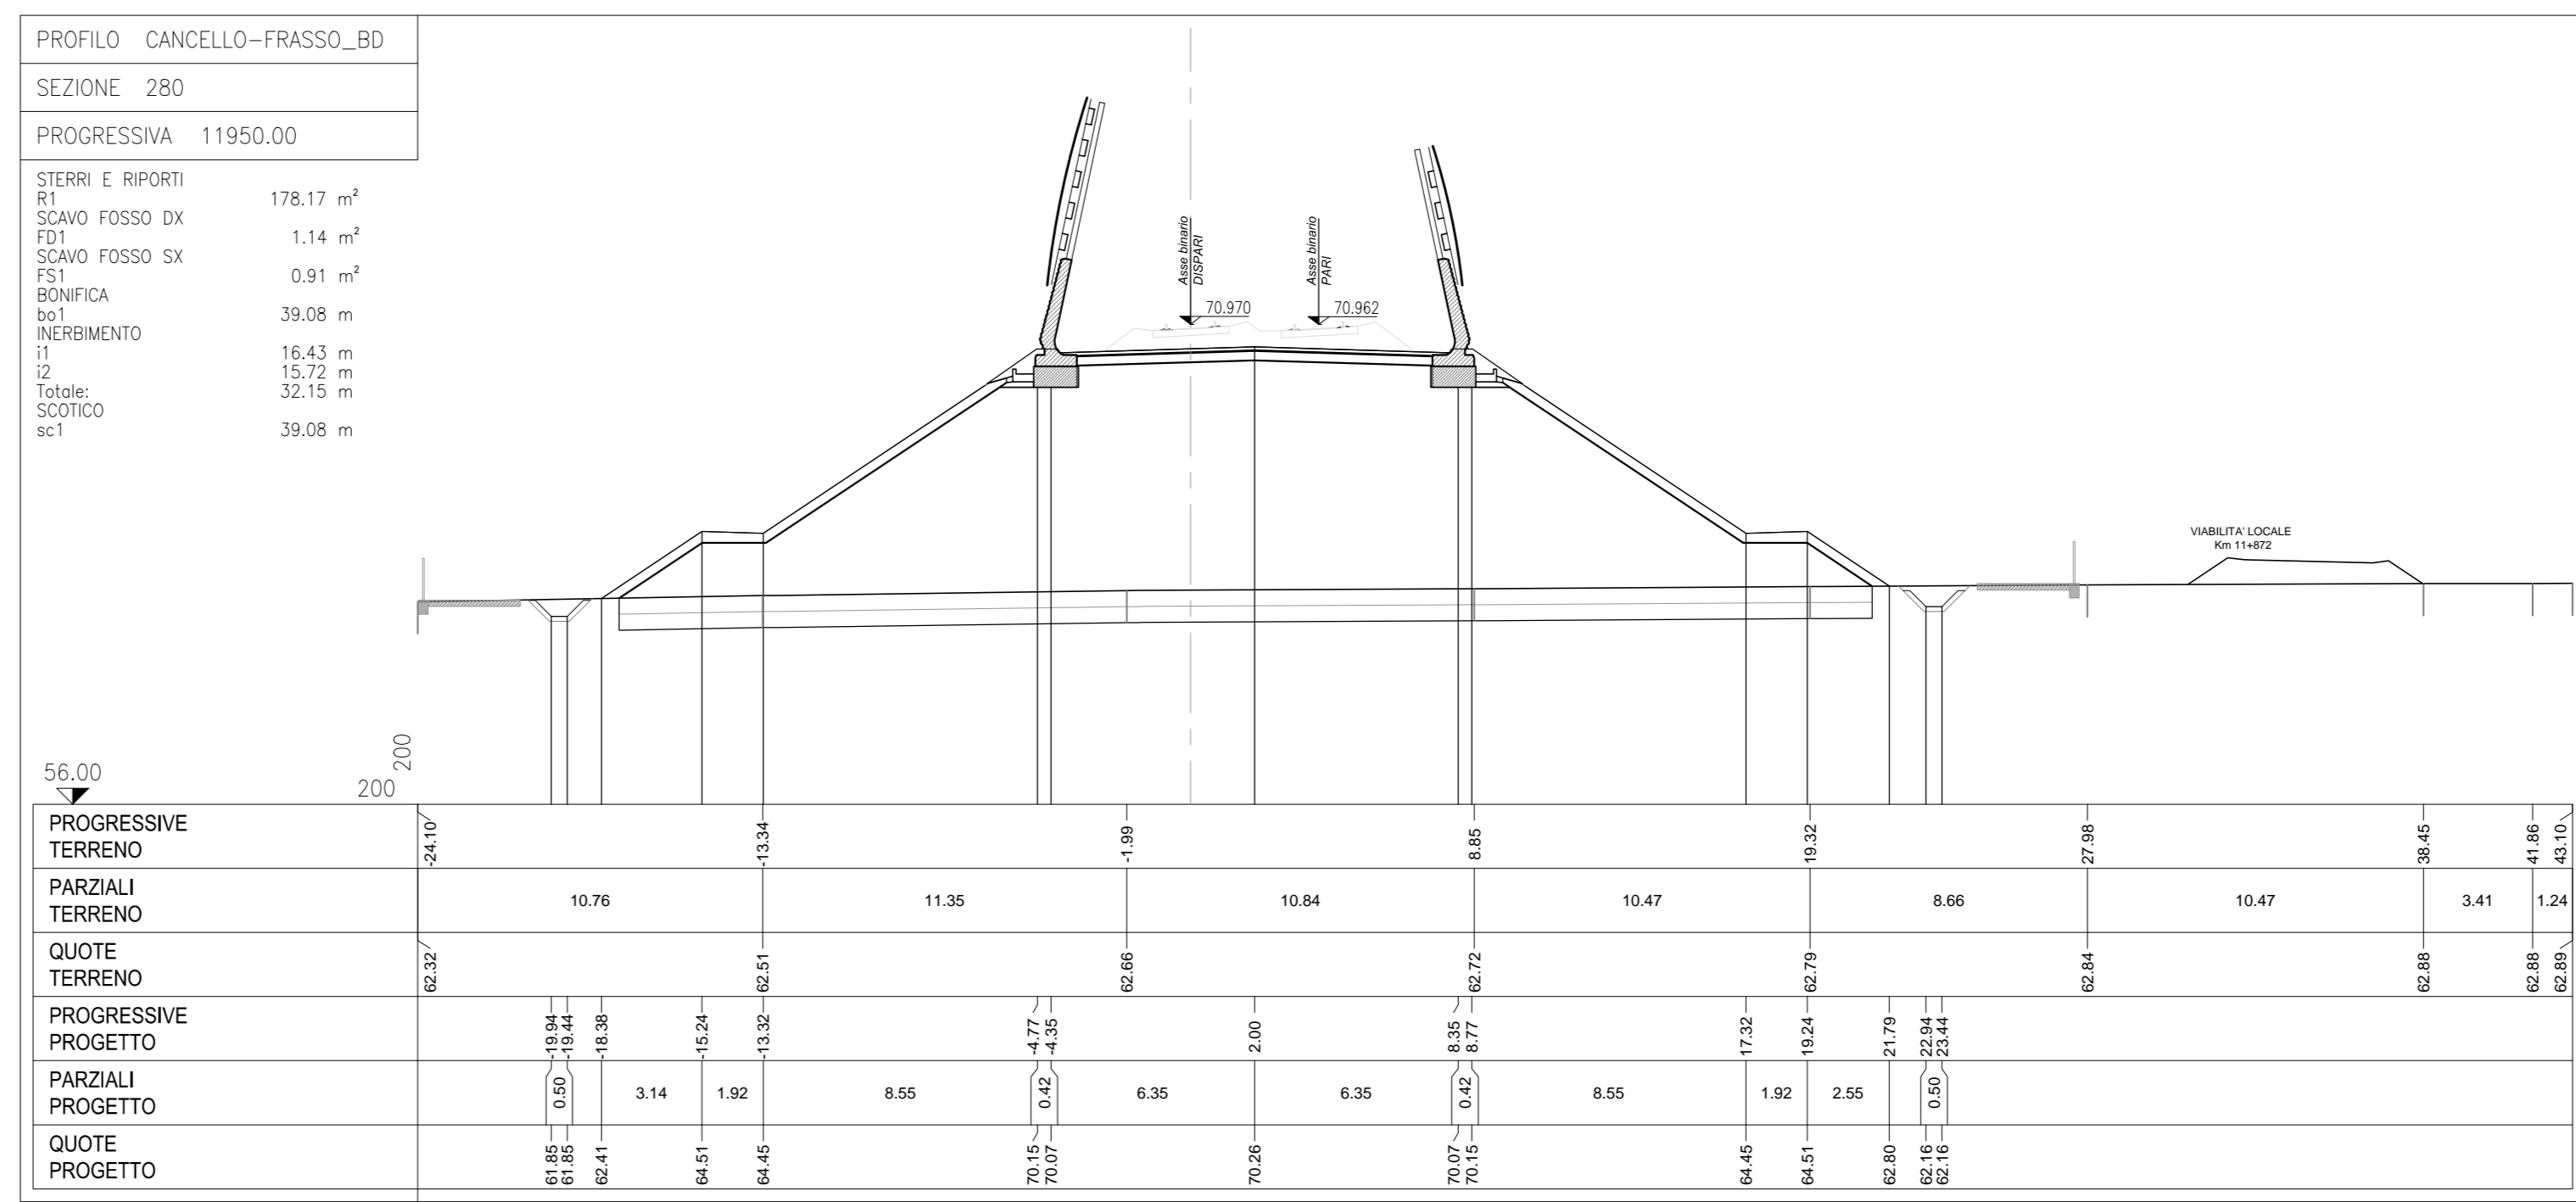 PROFILO CANCELLO-FRASSO_BD
SEZIONE 280
PROGRESSIVA 11950.00
STERRI E RIPORTI
R1 178.17 m²
SCAVO FOSSO DX
FD1 1.14 m²
SCAVO FOSSO SX
FS1 0.91 m²
BONIFICA
bo1 39.08 m
INERBIMENTO
i1 16.43 m
i2 15.72 m
Totale: 32.15 m
SCOTICO
sc1 39.08 m
Asse binario
DISPARI
70.970
Asse binario
PARI
70.962
VIABILITA' LOCALE
Km 11+872
56.00
200
200
PROGRESSIVE
TERRENO
-24.10 -13.34 -1.99 8.85 19.32 27.98 38.45 41.86 43.10
PARZIALI
TERRENO
10.76 11.35 10.84 10.47 8.66 10.47 3.41 1.24
QUOTE
TERRENO
62.32 62.51 62.66 62.72 62.79 62.84 62.88 62.88 62.89
PROGRESSIVE
PROGETTO
-19.94 -19.44 -18.38 -15.24 -13.32 -4.77 -4.35 2.00 8.35 8.77 17.32 19.24 21.79 22.94 23.44
PARZIALI
PROGETTO
0.50 3.14 1.92 8.55 0.42 6.35 6.35 0.42 8.55 1.92 2.55 0.50
QUOTE
PROGETTO
61.85 61.85 62.41 64.51 64.45 70.15 70.07 70.26 70.07 70.15 64.45 64.51 62.80 62.16 62.16